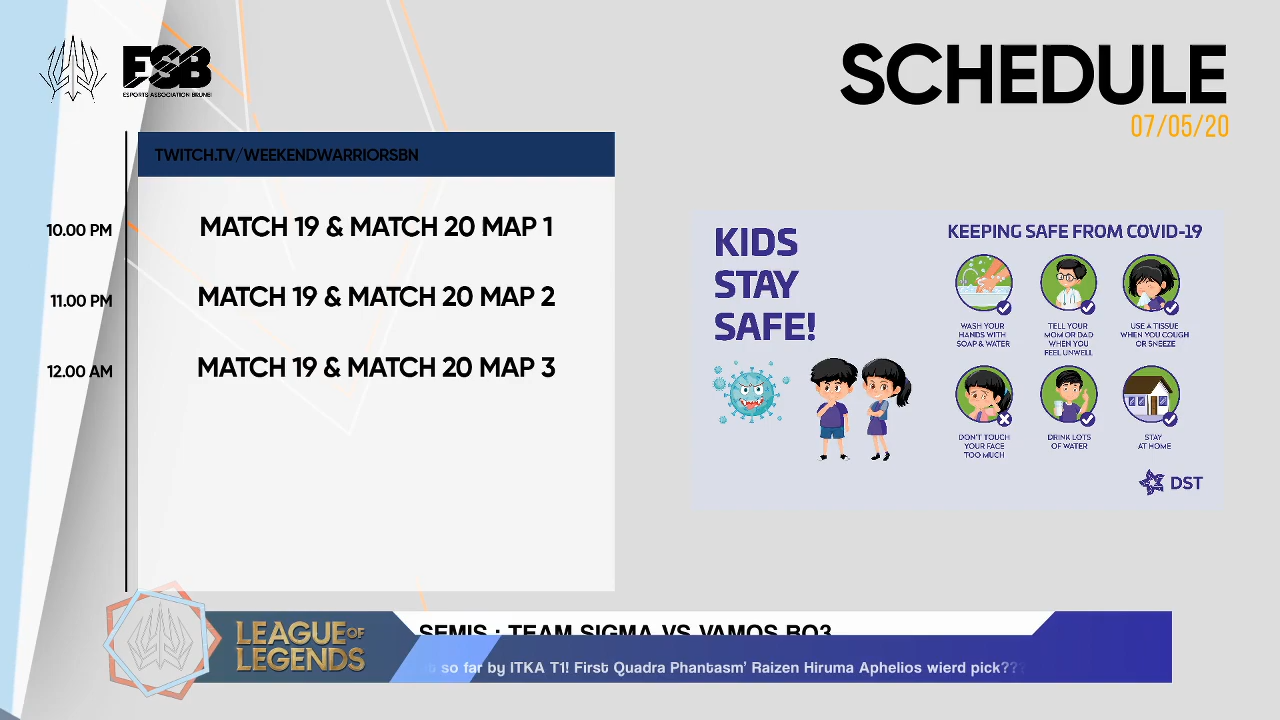 ESB
ESPORTS ASSOCIATION BRUNEI
SCHEDULE
07/05/20
TWITCH.TV/WEEKENDWARRIORSBN
10.00 PM
MATCH 19 & MATCH 20 MAP 1
11.00 PM
MATCH 19 & MATCH 20 MAP 2
12.00 AM
MATCH 19 & MATCH 20 MAP 3
KIDS
STAY
SAFE!
KEEPING SAFE FROM COVID-19
WASH YOUR
HANDS WITH
SOAP & WATER
TELL YOUR
MOM OR DAD
WHEN YOU
FEEL UNWELL
USE A TISSUE
WHEN YOU COUGH
OR SNEEZE
DON'T TOUCH
YOUR FACE
TOO MUCH
DRINK LOTS
OF WATER
STAY
AT HOME
DST
LEAGUE OF
LEGENDS
SEMIS : TEAM SIGMA VS VAMOS BO3
so far by ITKA T1! First Quadra Phantasm' Raizen Hiruma Aphelios wierd pick???